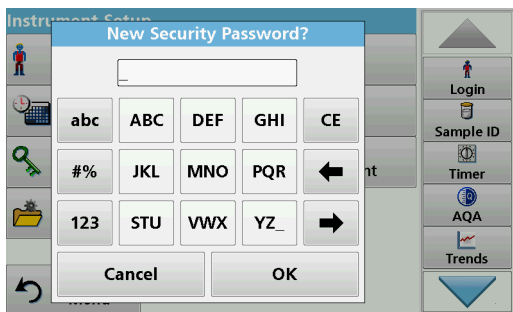 Instrument Setup
New Security Password?
_
abc ABC DEF GHI CE
#% JKL MNO PQR
123 STU VWX YZ_
Cancel OK
nt
Menu
Login
Sample ID
Timer
AQA
Trends